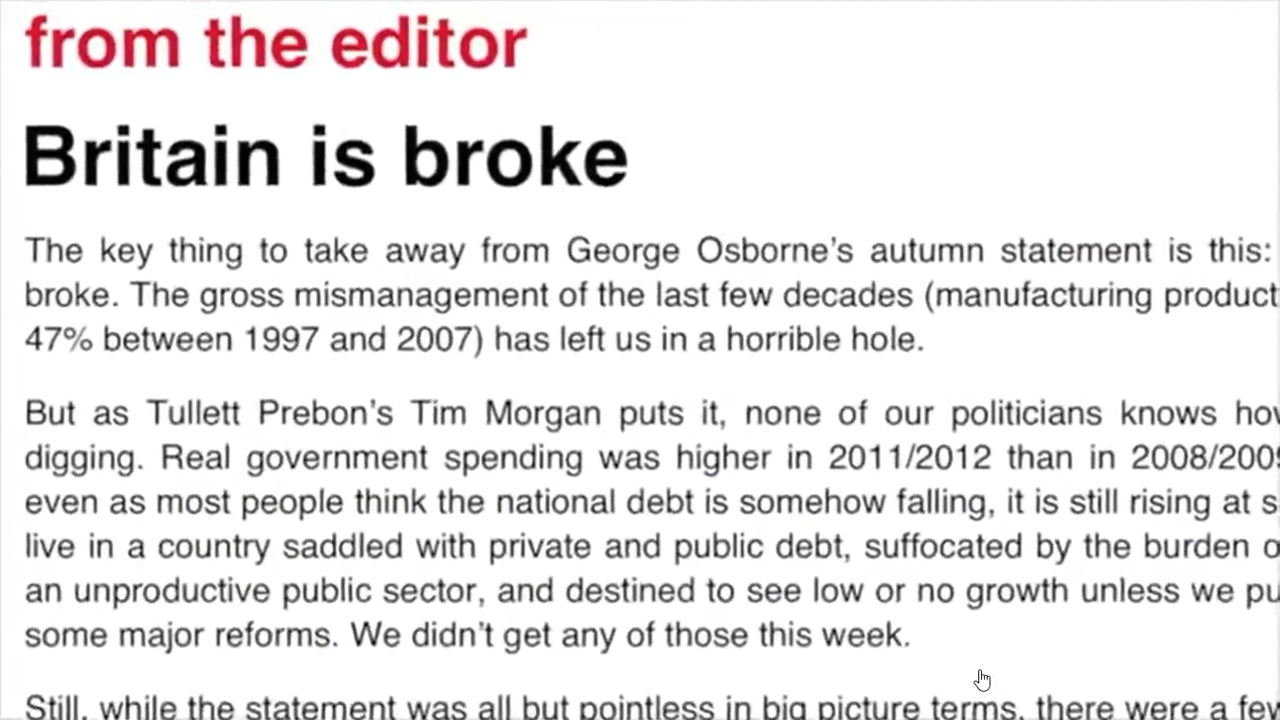 from the editor
Britain is broke
The key thing to take away from George Osborne's autumn statement is this:
broke. The gross mismanagement of the last few decades (manufacturing product
47% between 1997 and 2007) has left us in a horrible hole.
But as Tullett Prebon's Tim Morgan puts it, none of our politicians knows
digging. Real government spending was higher in 2011/2012 than in 2008/200
even as most people think the national debt is somehow falling, it is still rising at
live in a country saddled with private and public debt, suffocated by the burden
an unproductive public sector, and destined to see low or no growth unless we
some major reforms. We didn't get any of those this week.
Still, while the statement was all but pointless in big picture terms, there were a few